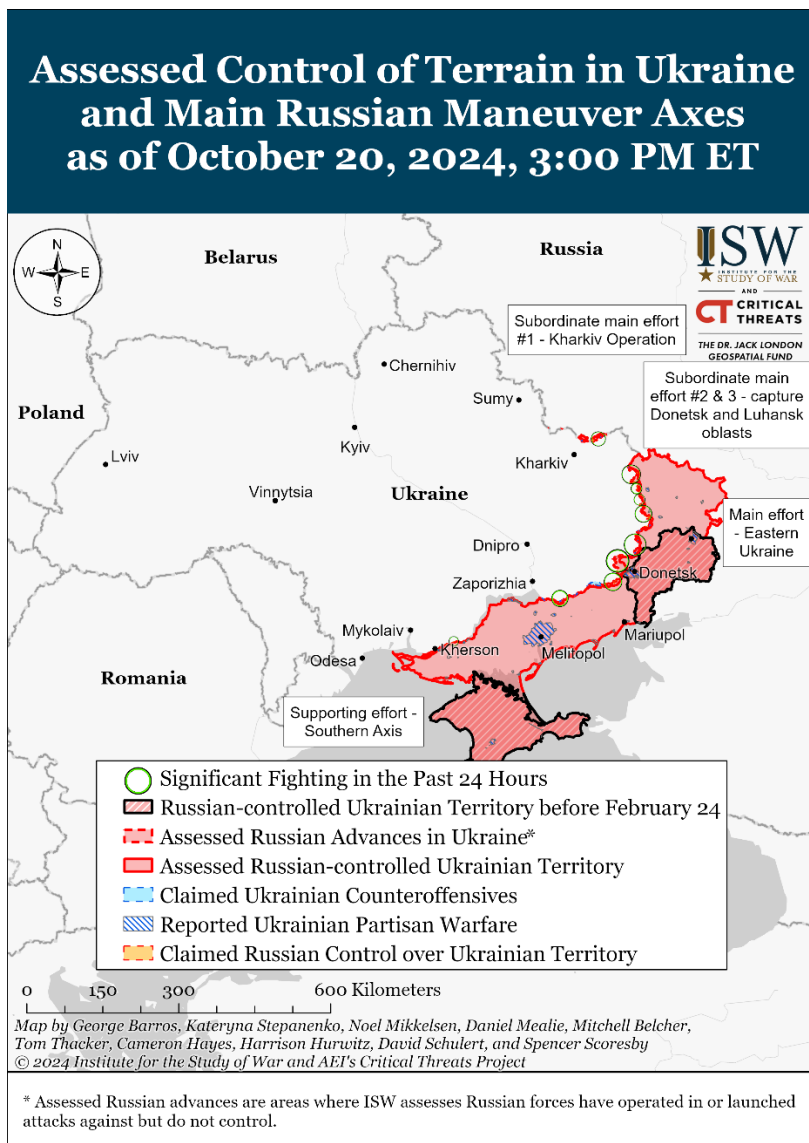 Assessed Control of Terrain in Ukraine
and Main Russian Maneuver Axes
as of October 20, 2024, 3:00 PM ET
N
W
E
S
Belarus
Russia
ISW
INSTITUTE FOR THE
STUDY OF WAR
AND
CT CRITICAL
THREATS
THE DR. JACK LONDON
GEOSPATIAL FUND
Subordinate main effort
#1 - Kharkiv Operation
Subordinate main
effort #2 & 3 - capture
Donetsk and Luhansk
oblasts
Chernihiv
Sumy
Poland
Kyiv
Lviv
Kharkiv
Vinnytsia
Ukraine
Main effort
- Eastern
Ukraine
Dnipro
Donetsk
Zaporizhia
Mykolaiv
Mariupol
Kherson
Melitopol
Odesa
Romania
Supporting effort -
Southern Axis
Significant Fighting in the Past 24 Hours
Russian-controlled Ukrainian Territory before February 24
Assessed Russian Advances in Ukraine*
Assessed Russian-controlled Ukrainian Territory
Claimed Ukrainian Counteroffensives
Reported Ukrainian Partisan Warfare
Claimed Russian Control over Ukrainian Territory
0 150 300 600 Kilometers
Map by George Barros, Kateryna Stepanenko, Noel Mikkelsen, Daniel Mealie, Mitchell Belcher,
Tom Thacker, Cameron Hayes, Harrison Hurwitz, David Schulert, and Spencer Scoresby
© 2024 Institute for the Study of War and AEI's Critical Threats Project
* Assessed Russian advances are areas where ISW assesses Russian forces have operated in or launched
attacks against but do not control.